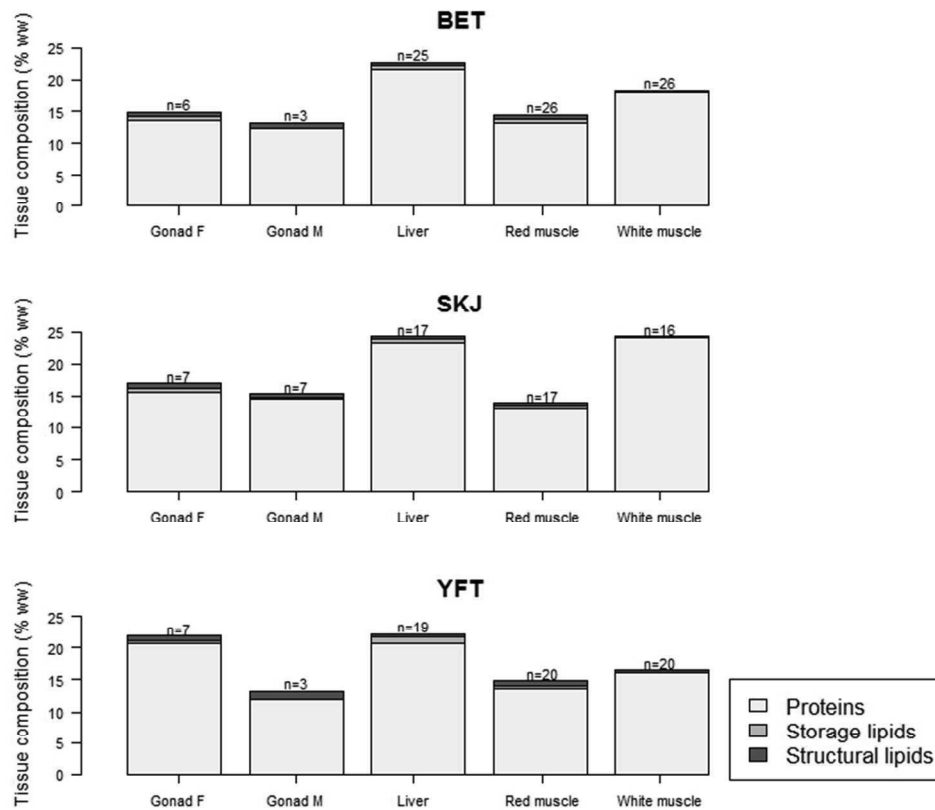 BET
Tissue composition (% ww)
25
20
15
10
5
0
n=6
n=3
n=25
n=26
n=26
Gonad F
Gonad M
Liver
Red muscle
White muscle
SKJ
Tissue composition (% ww)
25
20
15
10
5
0
n=7
n=7
n=17
n=17
n=16
Gonad F
Gonad M
Liver
Red muscle
White muscle
YFT
Tissue composition (% ww)
25
20
15
10
5
0
n=7
n=3
n=19
n=20
n=20
Gonad F
Gonad M
Liver
Red muscle
White muscle
Proteins
Storage lipids
Structural lipids